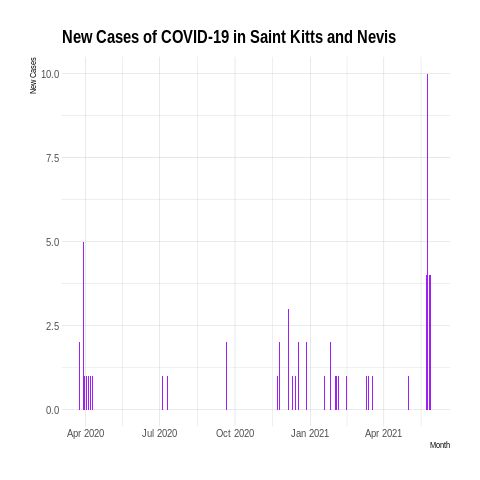 New Cases of COVID-19 in Saint Kitts and Nevis
New Cases
10.0
7.5
5.0
2.5
0.0
Apr 2020 Jul 2020 Oct 2020 Jan 2021 Apr 2021
Month